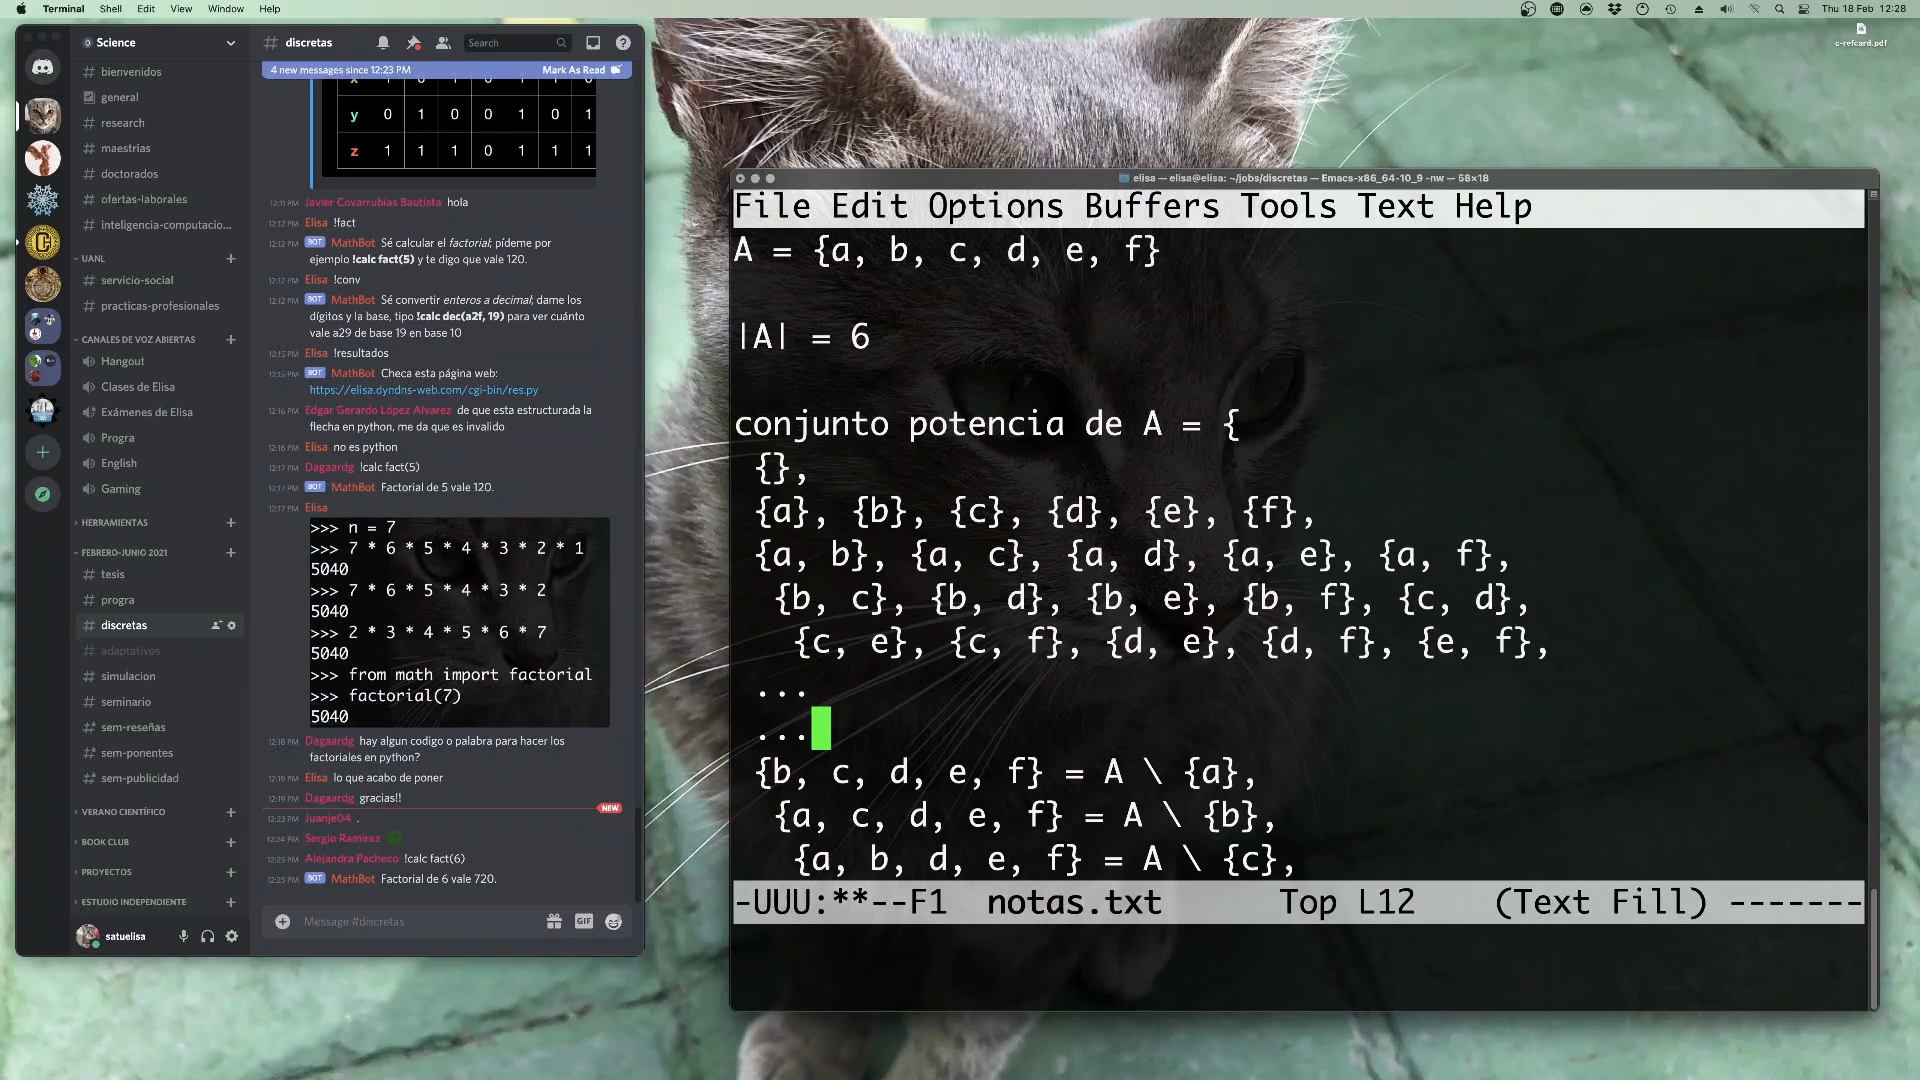 Terminal Shell Edit View Window Help
Thu 18 Feb 12:28
c-refcard.pdf
Science
# bienvenidos
general
# research
# maestrias
# doctorados
# ofertas-laborales
# inteligencia-computacio...
UANL
# servicio-social
# practicas-profesionales
CANALES DE VOZ ABIERTAS
Hangout
Clases de Elisa
Exámenes de Elisa
Progra
English
Gaming
HERRAMIENTAS
FEBRERO-JUNIO 2021
# tesis
# progra
# discretas
# adaptativos
# simulacion
# seminario
# sem-reseñas
# sem-ponentes
# sem-publicidad
VERANO CIENTÍFICO
BOOK CLUB
PROYECTOS
ESTUDIO INDEPENDIENTE
satuelisa
# discretas
Search
4 new messages since 12:23 PM Mark As Read
y 0 1 0 0 1 0 1
z 1 1 1 0 1 1 1
12:11 PM Javier Covarrubias Bautista hola
12:12 PM Elisa !fact
12:12 PM BOT MathBot Sé calcular el factorial; pídeme por
ejemplo !calc fact(5) y te digo que vale 120.
12:12 PM Elisa !conv
12:12 PM BOT MathBot Sé convertir enteros a decimal; dame los
dígitos y la base, tipo !calc dec(a2f, 19) para ver cuánto
vale a29 de base 19 en base 10
12:15 PM Elisa !resultados
12:15 PM BOT MathBot Checa esta página web:
https://elisa.dyndns-web.com/cgi-bin/res.py
12:16 PM Edgar Gerardo López Alvarez de que esta estructurada la
flecha en python, me da que es invalido
12:16 PM Elisa no es python
12:17 PM Dagaardg !calc fact(5)
12:17 PM BOT MathBot Factorial de 5 vale 120.
12:17 PM Elisa
>>> n = 7
>>> 7 * 6 * 5 * 4 * 3 * 2 * 1
5040
>>> 7 * 6 * 5 * 4 * 3 * 2
5040
>>> 2 * 3 * 4 * 5 * 6 * 7
5040
>>> from math import factorial
>>> factorial(7)
5040
12:18 PM Dagaardg hay algun codigo o palabra para hacer los
factoriales en python?
12:19 PM Elisa lo que acabo de poner
12:19 PM Dagaardg gracias!!
NEW
12:23 PM Juanje04 .
12:24 PM Sergio Ramirez
12:25 PM Alejandra Pacheco !calc fact(6)
12:25 PM BOT MathBot Factorial de 6 vale 720.
Message #discretas
GIF
elisa — elisa@elisa: ~/jobs/discretas — Emacs-x86_64-10_9 -nw — 58×18
File Edit Options Buffers Tools Text Help
A = {a, b, c, d, e, f}
|A| = 6
conjunto potencia de A = {
{},
{a}, {b}, {c}, {d}, {e}, {f},
{a, b}, {a, c}, {a, d}, {a, e}, {a, f},
{b, c}, {b, d}, {b, e}, {b, f}, {c, d},
{c, e}, {c, f}, {d, e}, {d, f}, {e, f},
...
...
{b, c, d, e, f} = A \ {a},
{a, c, d, e, f} = A \ {b},
{a, b, d, e, f} = A \ {c},
-UUU:**--F1 notas.txt Top L12 (Text Fill) -------